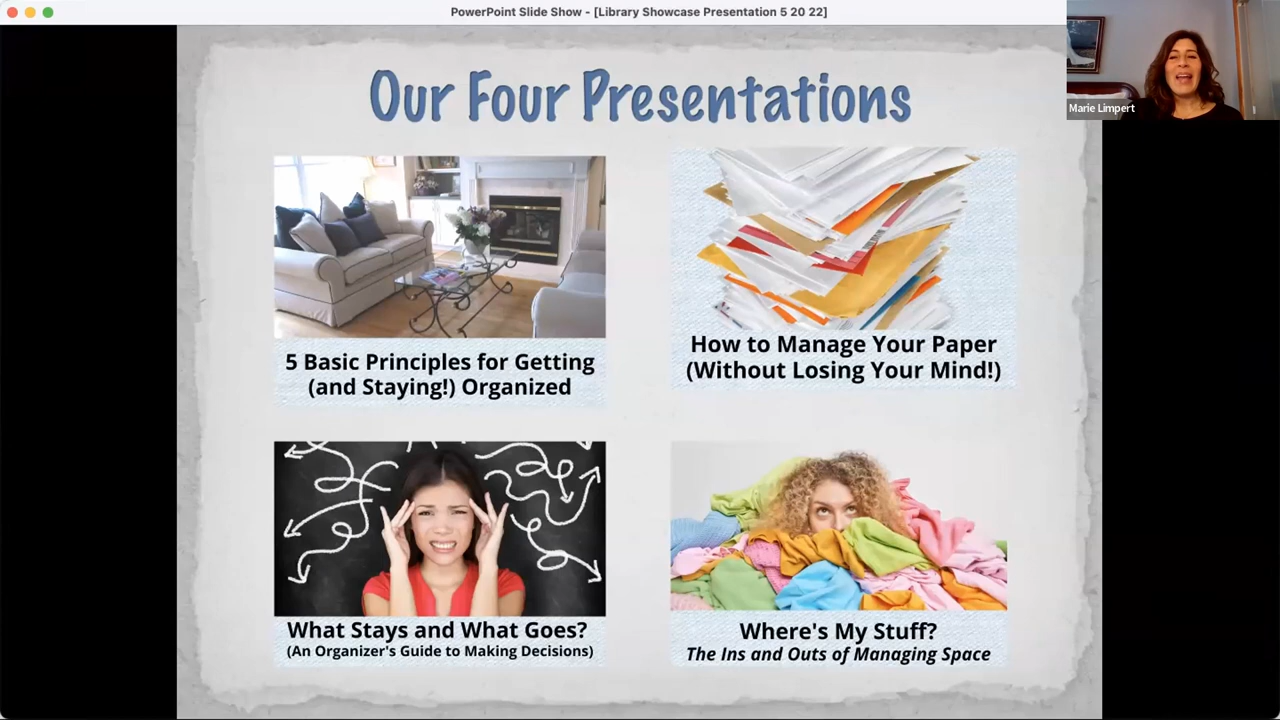 PowerPoint Slide Show - [Library Showcase Presentation 5 20 22]
Marie Limpert
Our Four Presentations
5 Basic Principles for Getting
(and Staying!) Organized
How to Manage Your Paper
(Without Losing Your Mind!)
What Stays and What Goes?
(An Organizer's Guide to Making Decisions)
Where's My Stuff?
The Ins and Outs of Managing Space